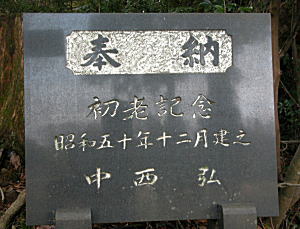 奉納
初老記念
昭和五十年十二月建之
中西弘